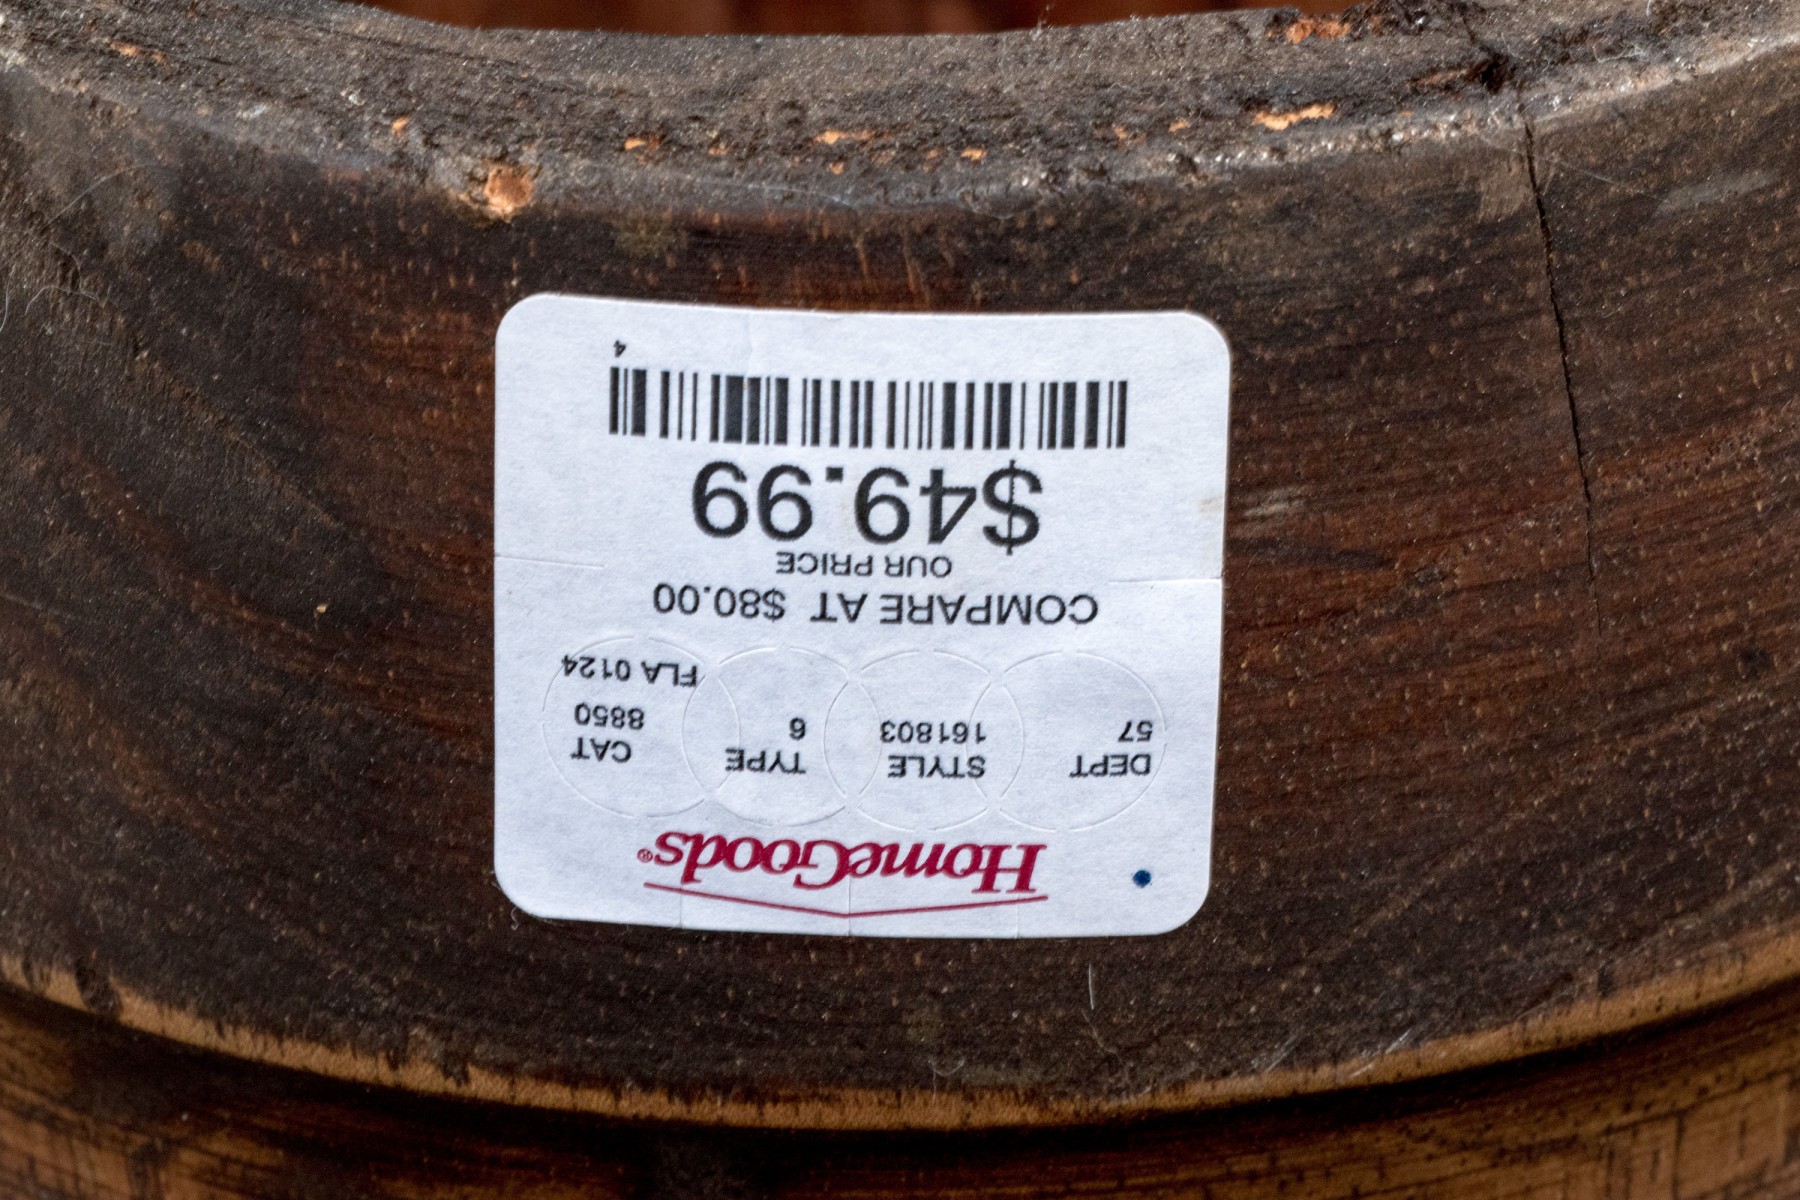 HomeGoods®
DEPT STYLE TYPE CAT
57 161803 6 8850
FLA 0124
COMPARE AT $80.00
OUR PRICE
$49.99
4